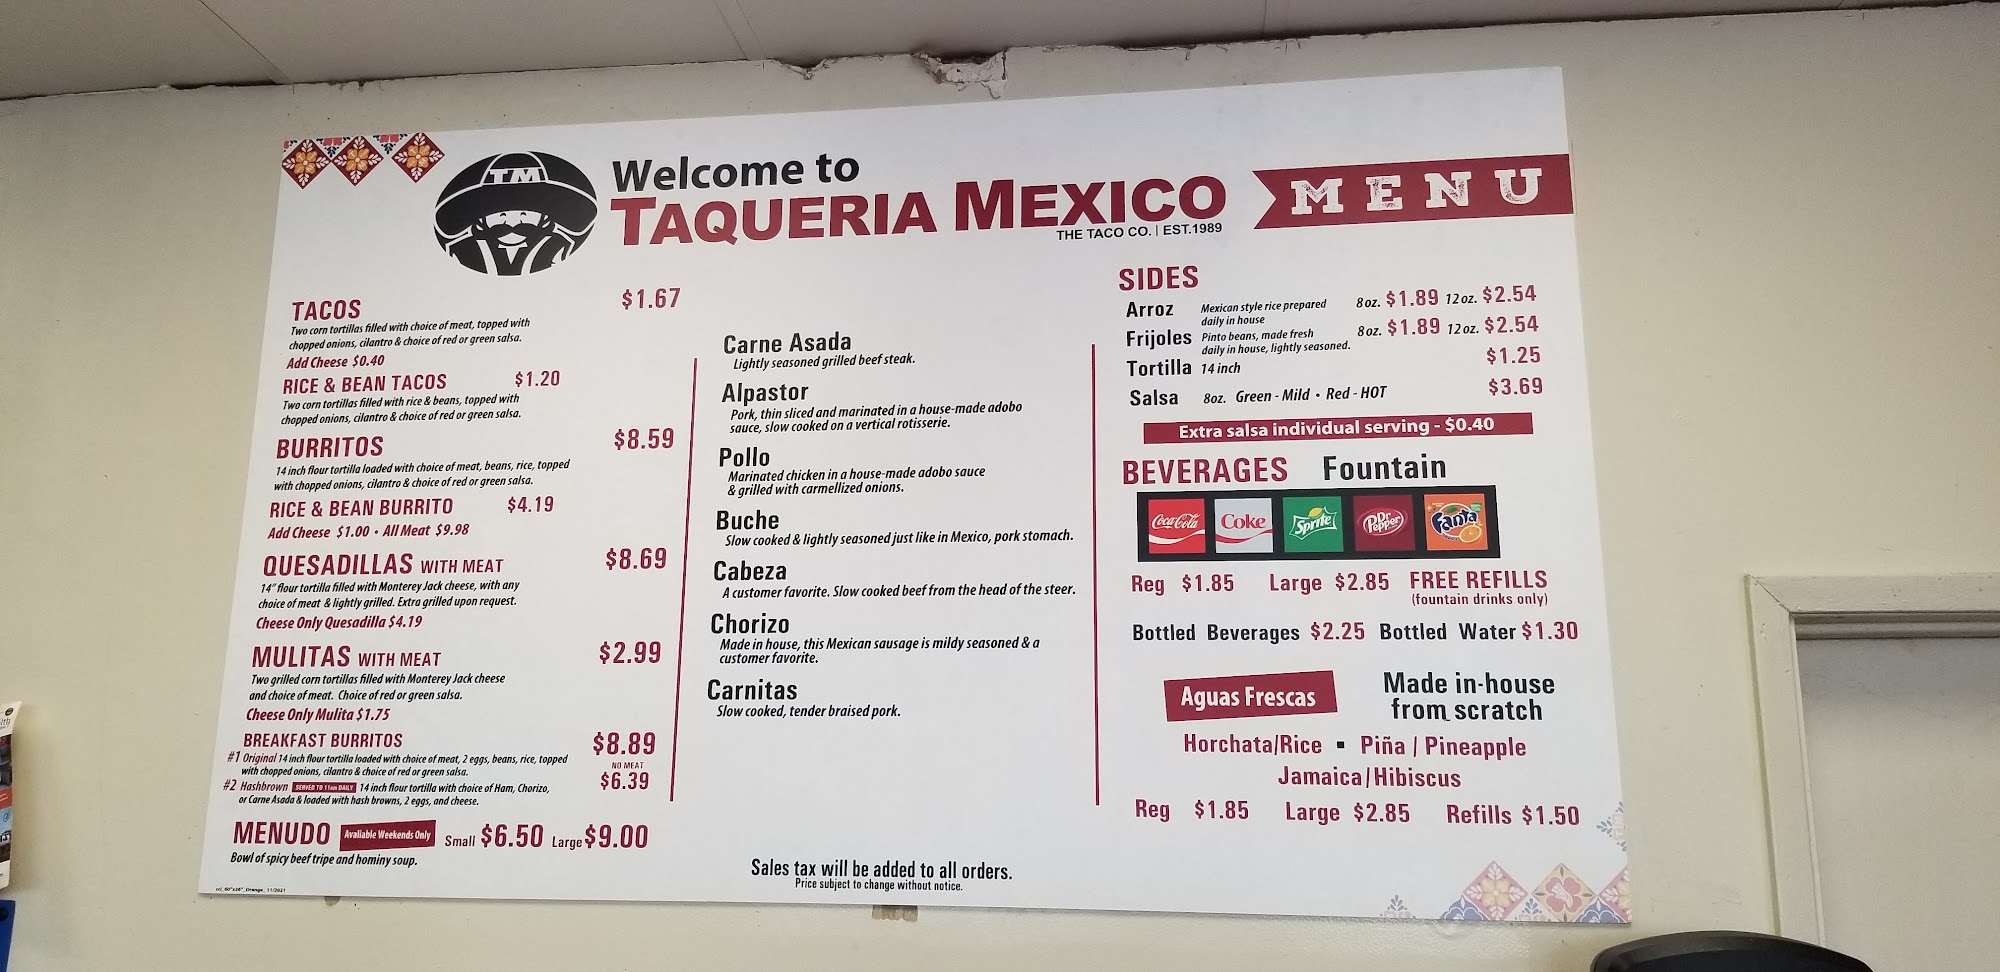 TM
Welcome to
TAQUERIA MEXICO
THE TACO CO. | EST.1989
MENU
TACOS $1.67
Two corn tortillas filled with choice of meat, topped with
chopped onions, cilantro & choice of red or green salsa.
Add Cheese $0.40
RICE & BEAN TACOS $1.20
Two corn tortillas filled with rice & beans, topped with
chopped onions, cilantro & choice of red or green salsa.
BURRITOS $8.59
14 inch flour tortilla loaded with choice of meat, beans, rice, topped
with chopped onions, cilantro & choice of red or green salsa.
RICE & BEAN BURRITO $4.19
Add Cheese $1.00 • All Meat $9.98
QUESADILLAS WITH MEAT $8.69
14" flour tortilla filled with Monterey Jack cheese, with any
choice of meat & lightly grilled. Extra grilled upon request.
Cheese Only Quesadilla $4.19
MULITAS WITH MEAT $2.99
Two grilled corn tortillas filled with Monterey Jack cheese
and choice of meat. Choice of red or green salsa.
Cheese Only Mulita $1.75
BREAKFAST BURRITOS $8.89
#1 Original 14 inch flour tortilla loaded with choice of meat, 2 eggs, beans, rice, topped
with chopped onions, cilantro & choice of red or green salsa.
NO MEAT
$6.39
#2 Hashbrown SERVED TO 11am DAILY 14 inch flour tortilla with choice of Ham, Chorizo,
or Carne Asada & loaded with hash browns, 2 eggs, and cheese.
MENUDO Available Weekends Only Small $6.50 Large $9.00
Bowl of spicy beef tripe and hominy soup.
Carne Asada
Lightly seasoned grilled beef steak.
Alpastor
Pork, thin sliced and marinated in a house-made adobo
sauce, slow cooked on a vertical rotisserie.
Pollo
Marinated chicken in a house-made adobo sauce
& grilled with carmellized onions.
Buche
Slow cooked & lightly seasoned just like in Mexico, pork stomach.
Cabeza
A customer favorite. Slow cooked beef from the head of the steer.
Chorizo
Made in house, this Mexican sausage is mildy seasoned & a
customer favorite.
Carnitas
Slow cooked, tender braised pork.
Sales tax will be added to all orders.
Price subject to change without notice.
SIDES
Arroz Mexican style rice prepared
daily in house 8 oz. $1.89 12 oz. $2.54
Frijoles Pinto beans, made fresh
daily in house, lightly seasoned. 8 oz. $1.89 12 oz. $2.54
Tortilla 14 inch $1.25
Salsa 8oz. Green - Mild • Red - HOT $3.69
Extra salsa individual serving - $0.40
BEVERAGES Fountain
Coca-Cola Coke Sprite Dr Pepper Fanta
Reg $1.85 Large $2.85 FREE REFILLS
(fountain drinks only)
Bottled Beverages $2.25 Bottled Water $1.30
Aguas Frescas
Made in-house
from scratch
Horchata/Rice ▪ Piña / Pineapple
Jamaica/Hibiscus
Reg $1.85 Large $2.85 Refills $1.50